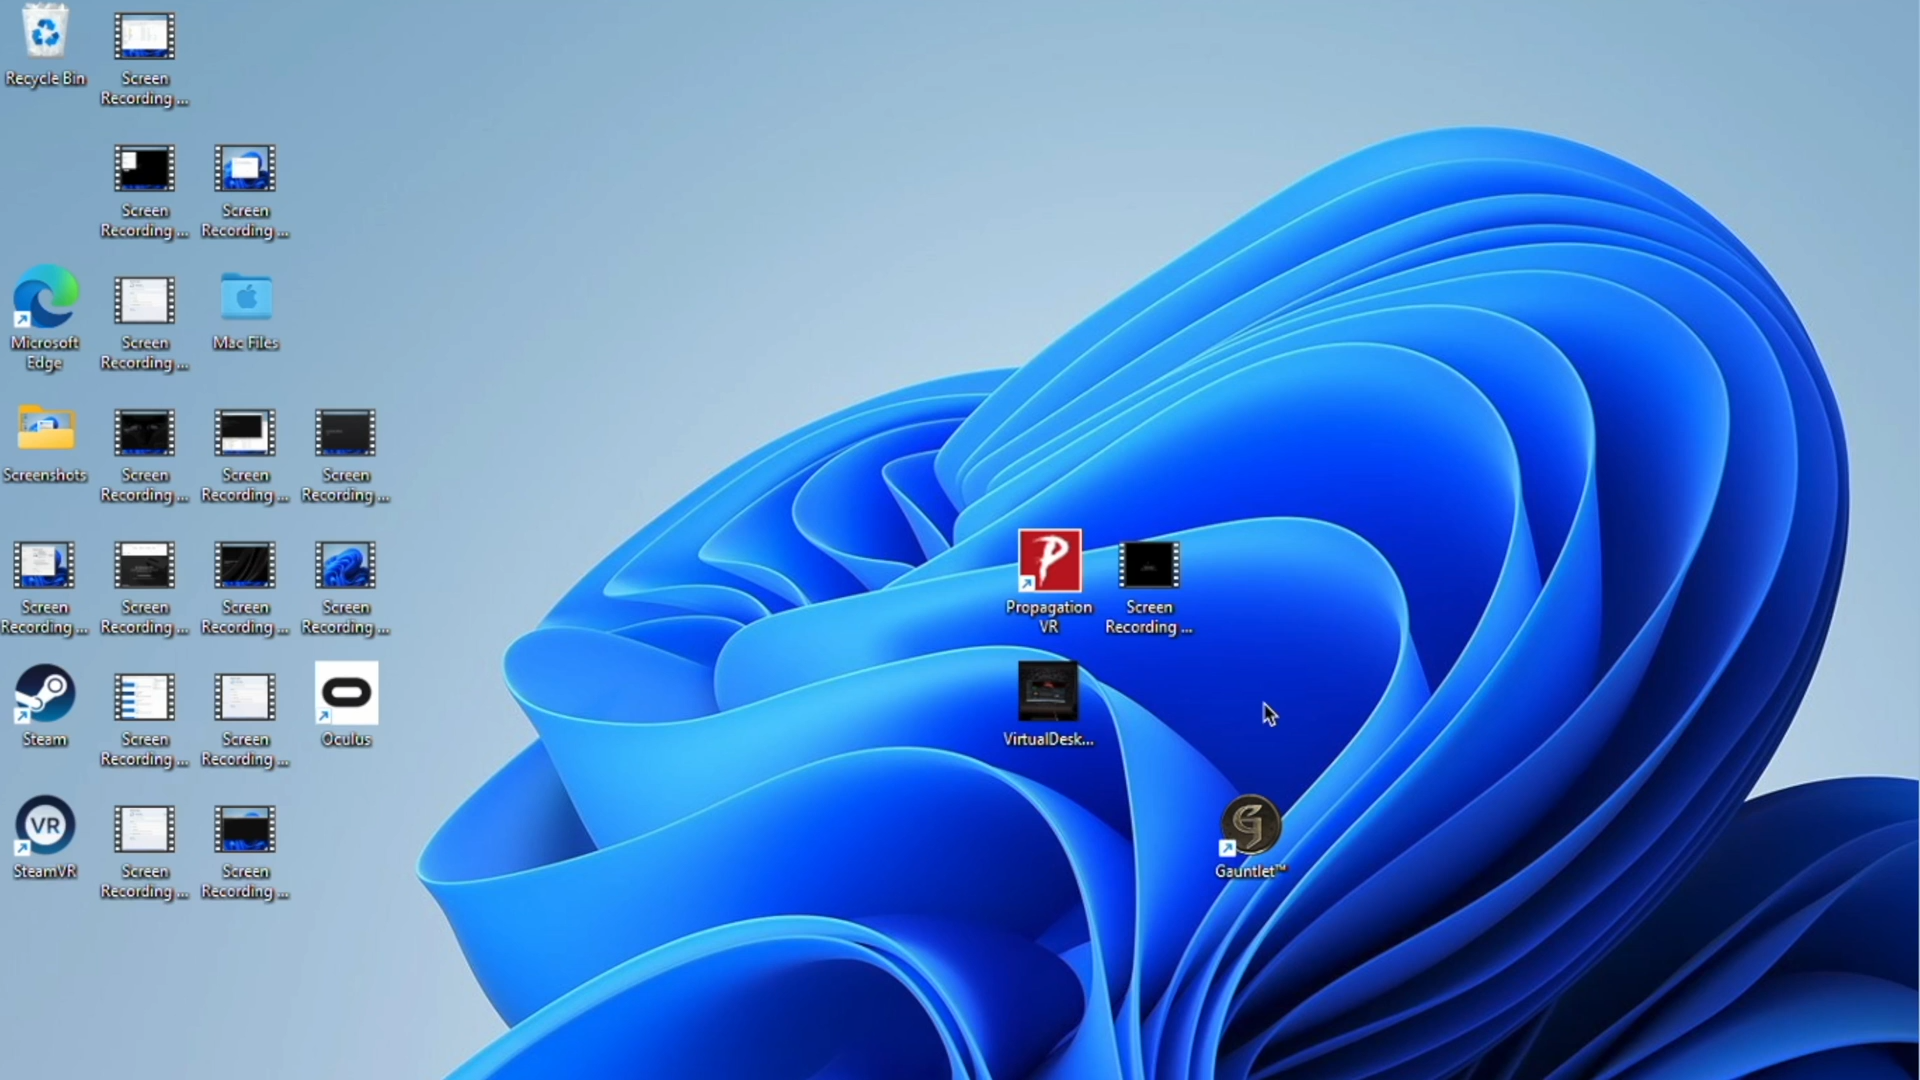 Recycle Bin
Screen
Recording ...
Screen
Recording ...
Screen
Recording ...
Microsoft
Edge
Screen
Recording ...
Mac Files
Screenshots
Screen
Recording ...
Screen
Recording ...
Screen
Recording ...
Screen
Recording ...
Screen
Recording ...
Screen
Recording ...
Screen
Recording ...
Propagation
VR
Screen
Recording ...
Steam
Screen
Recording ...
Screen
Recording ...
Oculus
VirtualDesk...
VR
SteamVR
Screen
Recording ...
Screen
Recording ...
Gauntlet™